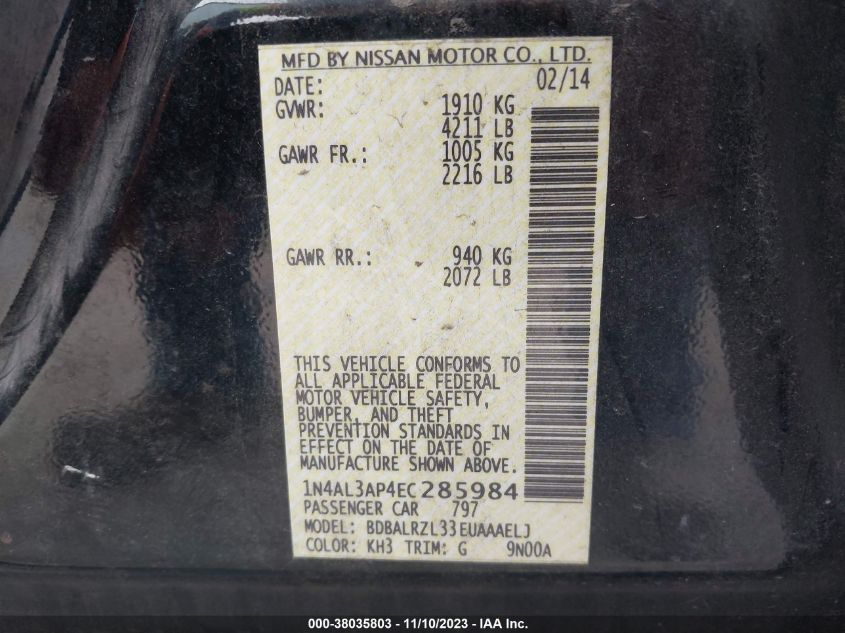 MFD BY NISSAN MOTOR CO., LTD.
DATE: 02/14
GVWR: 1910 KG
4211 LB
GAWR FR.: 1005 KG
2216 LB
GAWR RR.: 940 KG
2072 LB
THIS VEHICLE CONFORMS TO
ALL APPLICABLE FEDERAL
MOTOR VEHICLE SAFETY,
BUMPER, AND THEFT
PREVENTION STANDARDS IN
EFFECT ON THE DATE OF
MANUFACTURE SHOWN ABOVE.
1N4AL3AP4EC285984
PASSENGER CAR 797
MODEL: BDBALRZL33EUAAAELJ
COLOR: KH3 TRIM: G 9N00A
000-38035803 - 11/10/2023 - IAA Inc.